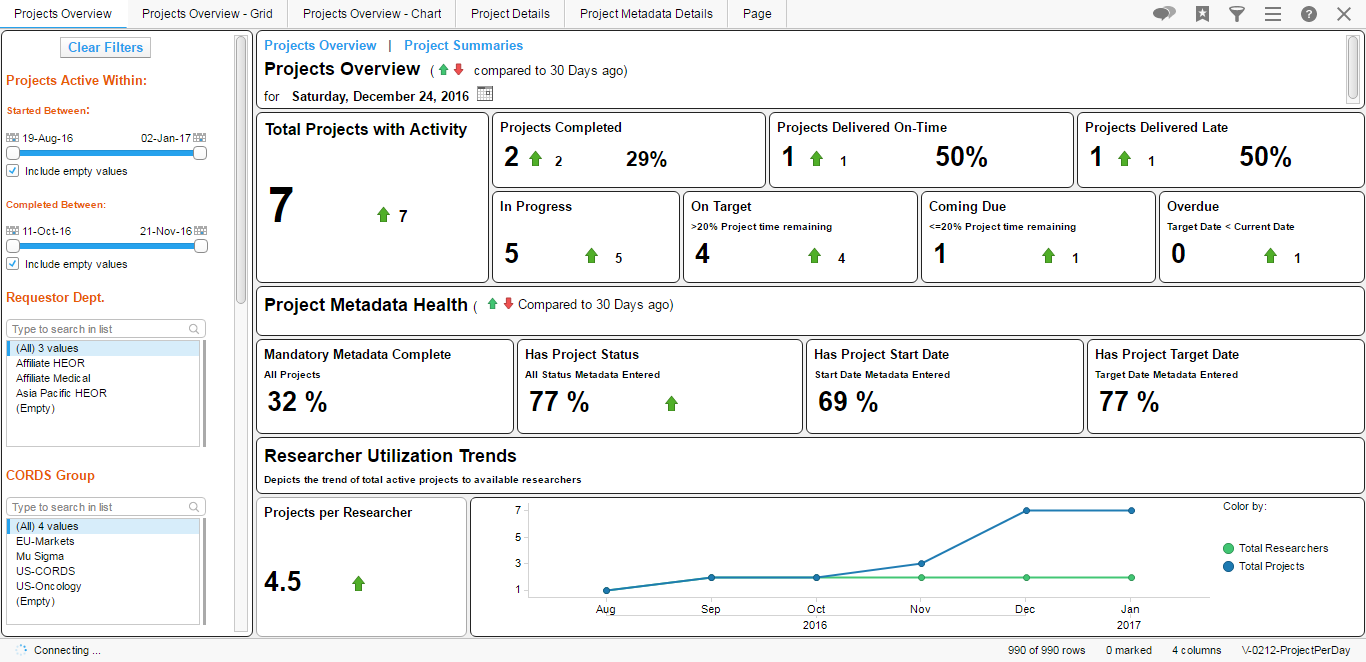 Projects Overview
Projects Overview - Grid
Projects Overview - Chart
Project Details
Project Metadata Details
Page
?
Clear Filters
Projects Active Within:
Started Between:
19-Aug-16 02-Jan-17
Include empty values
Completed Between:
11-Oct-16 21-Nov-16
Include empty values
Requestor Dept.
Type to search in list
(All) 3 values
Affiliate HEOR
Affiliate Medical
Asia Pacific HEOR
(Empty)
CORDS Group
Type to search in list
(All) 4 values
EU-Markets
Mu Sigma
US-CORDS
US-Oncology
(Empty)
Projects Overview | Project Summaries
Projects Overview ( compared to 30 Days ago)
for Saturday, December 24, 2016
Total Projects with Activity
7 7
Projects Completed
2 2 29%
Projects Delivered On-Time
1 1 50%
Projects Delivered Late
1 1 50%
In Progress
5 5
On Target
>20% Project time remaining
4 4
Coming Due
<=20% Project time remaining
1 1
Overdue
Target Date < Current Date
0 1
Project Metadata Health ( Compared to 30 Days ago)
Mandatory Metadata Complete
All Projects
32 %
Has Project Status
All Status Metadata Entered
77 %
Has Project Start Date
Start Date Metadata Entered
69 %
Has Project Target Date
Target Date Metadata Entered
77 %
Researcher Utilization Trends
Depicts the trend of total active projects to available researchers
Projects per Researcher
4.5
7
5
3
1
Aug Sep Oct Nov Dec Jan
2016 2017
Color by:
Total Researchers
Total Projects
Connecting ...
990 of 990 rows 0 marked 4 columns V-0212-ProjectPerDay